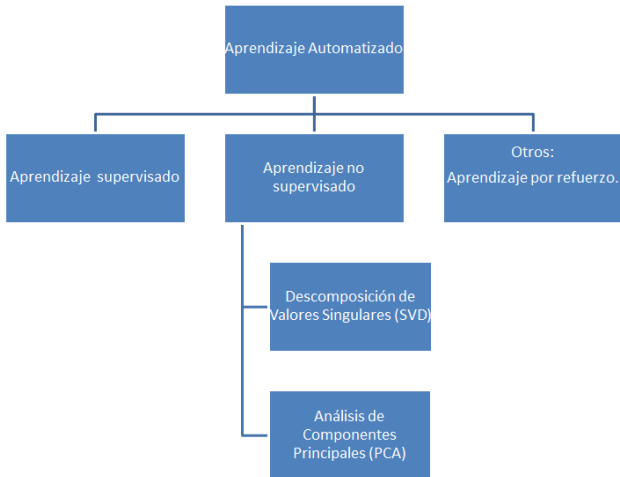 Aprendizaje Automatizado
Aprendizaje supervisado
Aprendizaje no
supervisado
Otros:
Aprendizaje por refuerzo.
Descomposición de
Valores Singulares (SVD)
Análisis de
Componentes
Principales (PCA)